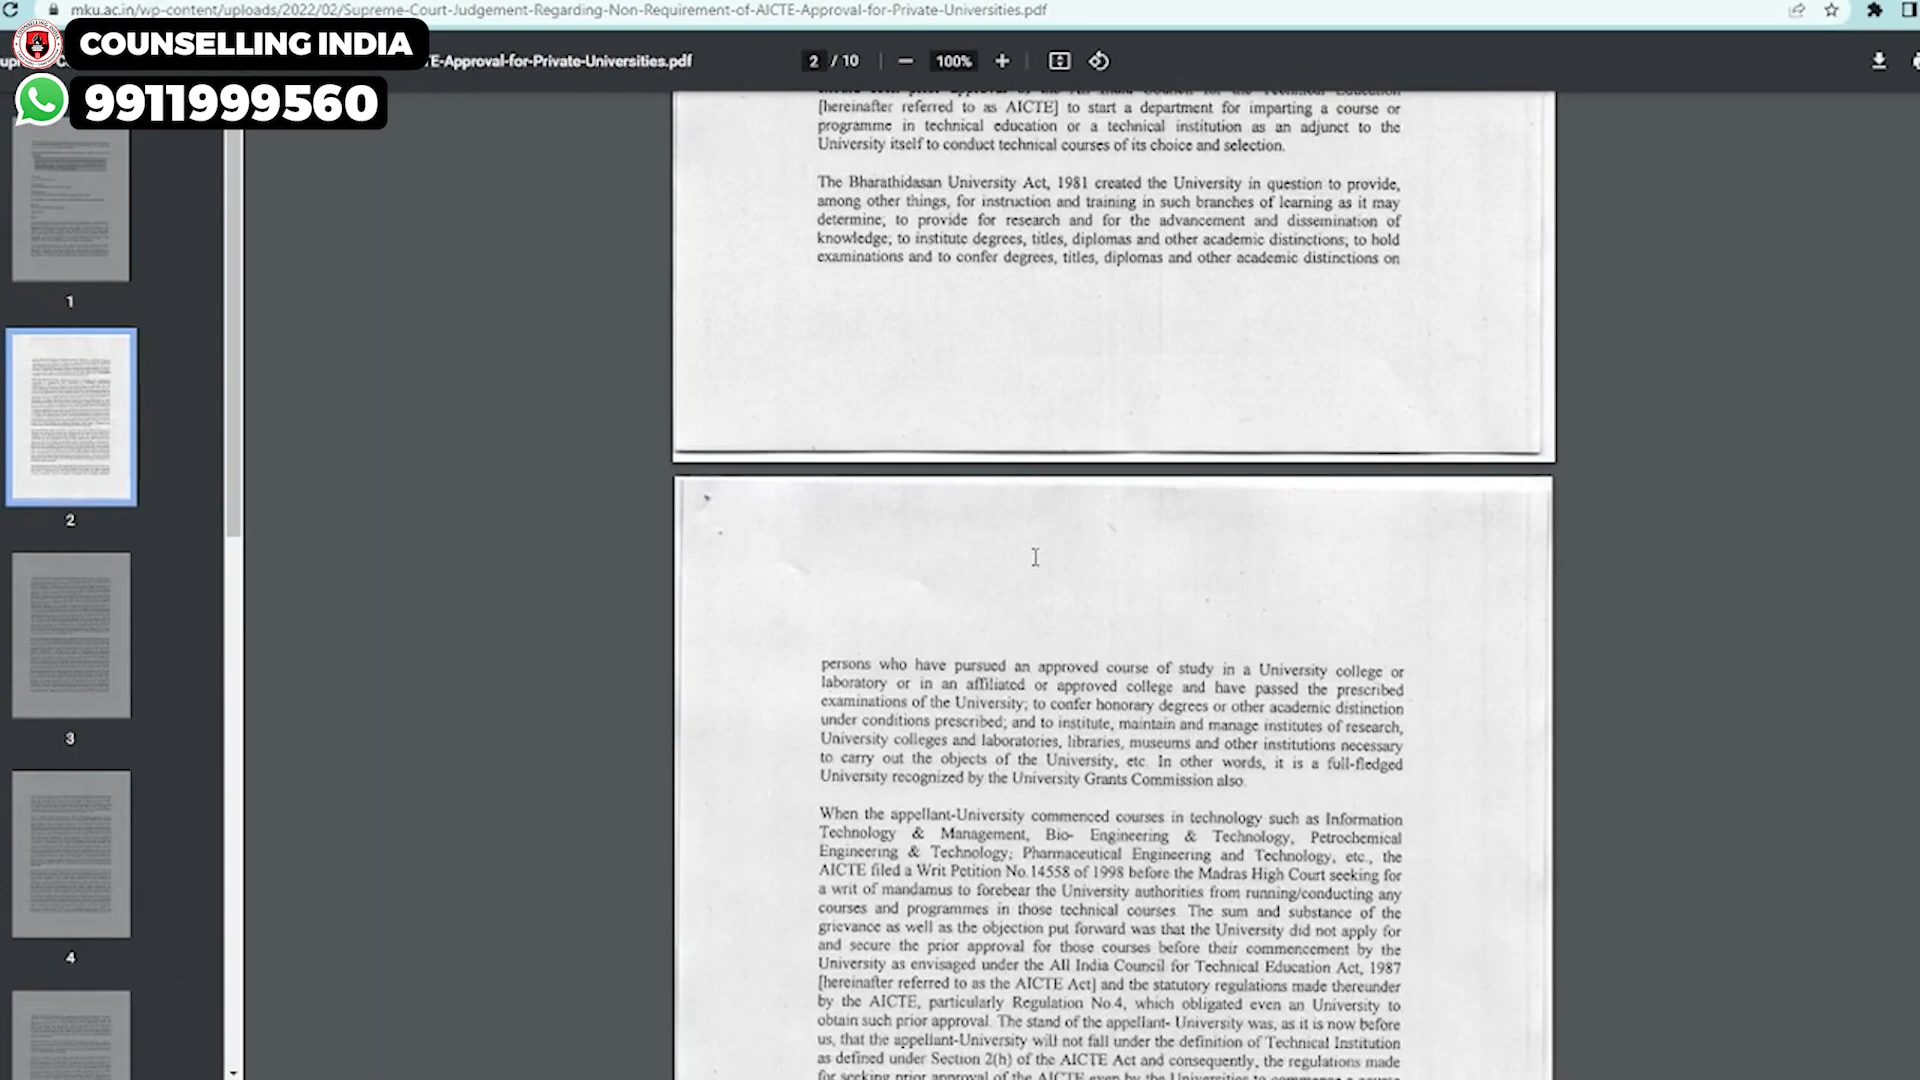 mku.ac.in/wp-content/uploads/2022/02/Supreme-Court-Judgement-Regarding-Non-Requirement-of-AICTE-Approval-for-Private-Universities.pdf
COUNSELLING INDIA
TE-Approval-for-Private-Universities.pdf
2 / 10
100%
9911999560
[hereinafter referred to as AICTE] to start a department for imparting a course or
programme in technical education or a technical institution as an adjunct to the
University itself to conduct technical courses of its choice and selection.
The Bharathidasan University Act, 1981 created the University in question to provide,
among other things, for instruction and training in such branches of learning as it may
determine; to provide for research and for the advancement and dissemination of
knowledge; to institute degrees, titles, diplomas and other academic distinctions; to hold
examinations and to confer degrees, titles, diplomas and other academic distinctions on
1
2
3
4
persons who have pursued an approved course of study in a University college or
laboratory or in an affiliated or approved college and have passed the prescribed
examinations of the University; to confer honorary degrees or other academic distinction
under conditions prescribed; and to institute, maintain and manage institutes of research,
University colleges and laboratories, libraries, museums and other institutions necessary
to carry out the objects of the University, etc. In other words, it is a full-fledged
University recognized by the University Grants Commission also.
When the appellant-University commenced courses in technology such as Information
Technology & Management, Bio- Engineering & Technology, Petrochemical
Engineering & Technology; Pharmaceutical Engineering and Technology, etc., the
AICTE filed a Writ Petition No.14558 of 1998 before the Madras High Court seeking for
a writ of mandamus to forebear the University authorities from running/conducting any
courses and programmes in those technical courses. The sum and substance of the
grievance as well as the objection put forward was that the University did not apply for
and secure the prior approval for those courses before their commencement by the
University as envisaged under the All India Council for Technical Education Act, 1987
[hereinafter referred to as the AICTE Act] and the statutory regulations made thereunder
by the AICTE, particularly Regulation No.4, which obligated even an University to
obtain such prior approval. The stand of the appellant- University was, as it is now before
us, that the appellant-University will not fall under the definition of Technical Institution
as defined under Section 2(h) of the AICTE Act and consequently, the regulations made
for seeking prior approval of the AICTE even by the Universities to commence a course